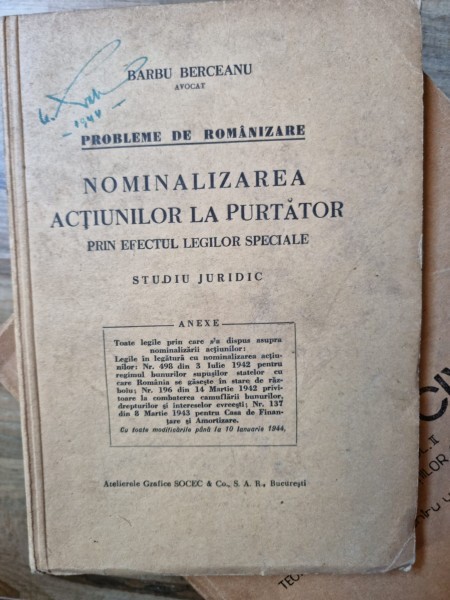 BARBU BERCEANU
AVOCAT
1944
PROBLEME DE ROMÂNIZARE
NOMINALIZAREA
ACȚIUNILOR LA PURTĂTOR
PRIN EFECTUL LEGILOR SPECIALE
STUDIU JURIDIC
ANEXE
Toate legile prin care s'a dispus asupra
nominalizării acțiunilor:
Legile în legătură cu nominalizarea acțiu-
nilor: Nr. 498 din 3 Iulie 1942 pentru
regimul bunurilor supușilor statelor cu
care România se găsește în stare de răz-
boiu; Nr. 196 din 14 Martie 1942 privi-
toare la combaterea camuflării bunurilor,
drepturilor și intereselor evreești; Nr. 137
din 8 Martie 1943 pentru Casa de Finan-
țare și Amortizare.
Cu toate modificările până la 10 Ianuarie 1944.
Atelierele Grafice SOCEC & Co., S. A. R., București